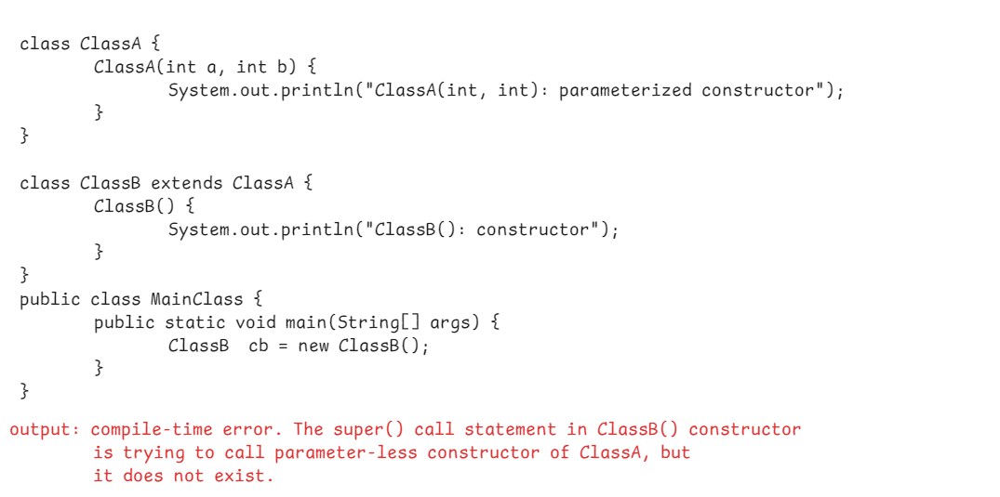 class ClassA {
ClassA(int a, int b) {
System.out.println("ClassA(int, int): parameterized constructor");
}
}
class ClassB extends ClassA {
ClassB() {
System.out.println("ClassB(): constructor");
}
}
public class MainClass {
public static void main(String[] args) {
ClassB cb = new ClassB();
}
}
output: compile-time error. The super() call statement in ClassB() constructor
is trying to call parameter-less constructor of ClassA, but
it does not exist.